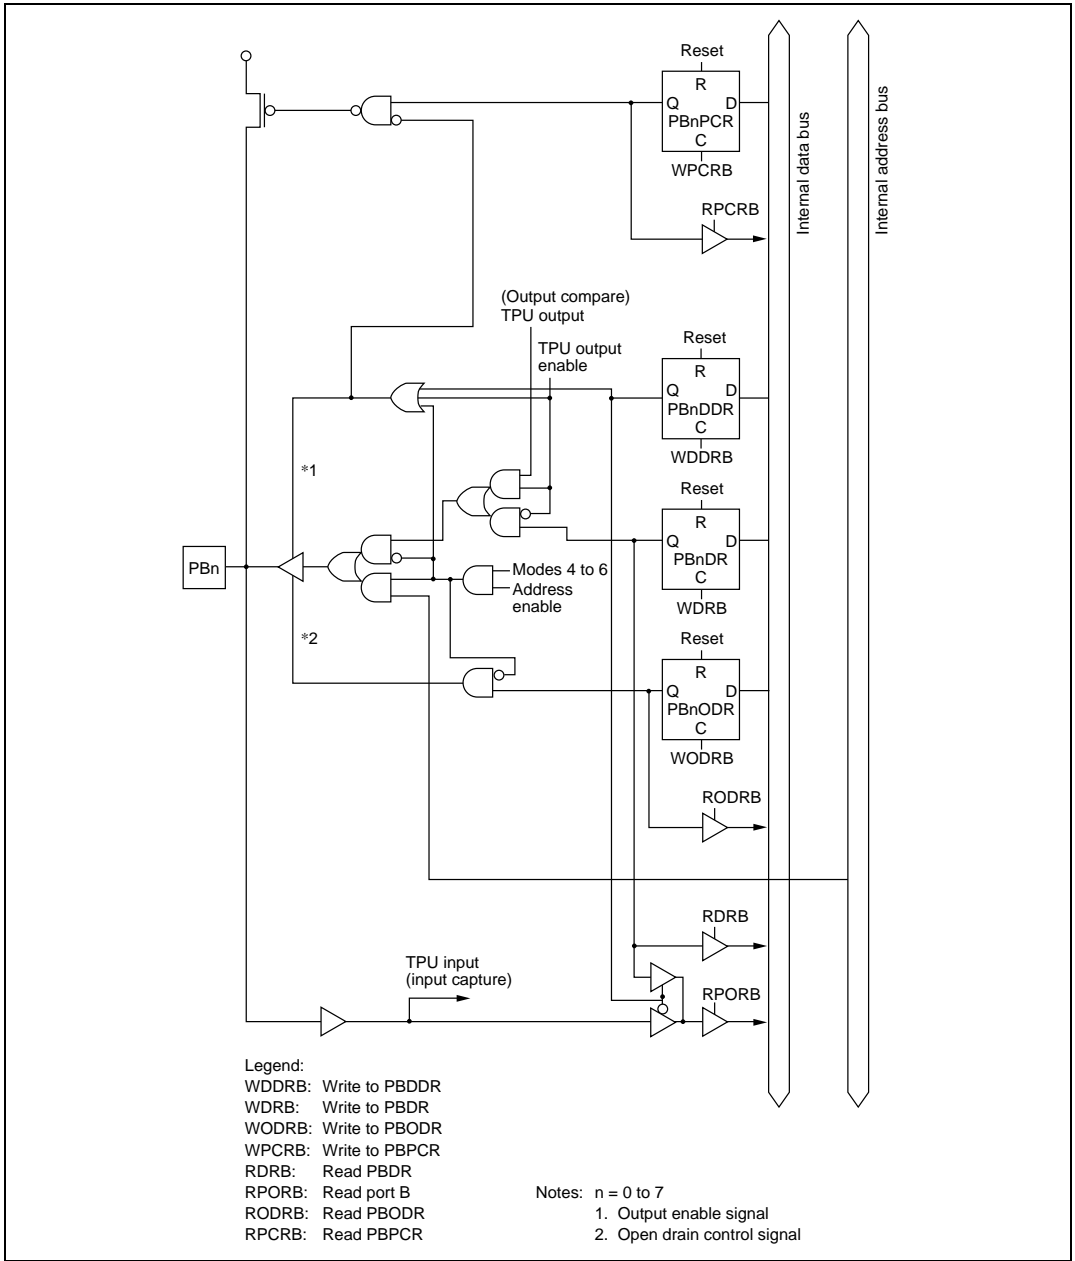 Reset
R
Q D
PBnPCR
C
WPCRB
RPCRB
Internal data bus
Internal address bus
(Output compare)
TPU output
TPU output
enable
Reset
R
Q D
PBnDDR
C
WDDRB
*1
Reset
R
Q D
PBnDR
C
WDRB
PBn
Modes 4 to 6
Address
enable
*2
Reset
R
Q D
PBnODR
C
WODRB
RODRB
RDRB
TPU input
(input capture)
RPORB
Legend:
WDDRB: Write to PBDDR
WDRB: Write to PBDR
WODRB: Write to PBODR
WPCRB: Write to PBPCR
RDRB: Read PBDR
RPORB: Read port B
RODRB: Read PBODR
RPCRB: Read PBPCR
Notes: n = 0 to 7
1. Output enable signal
2. Open drain control signal